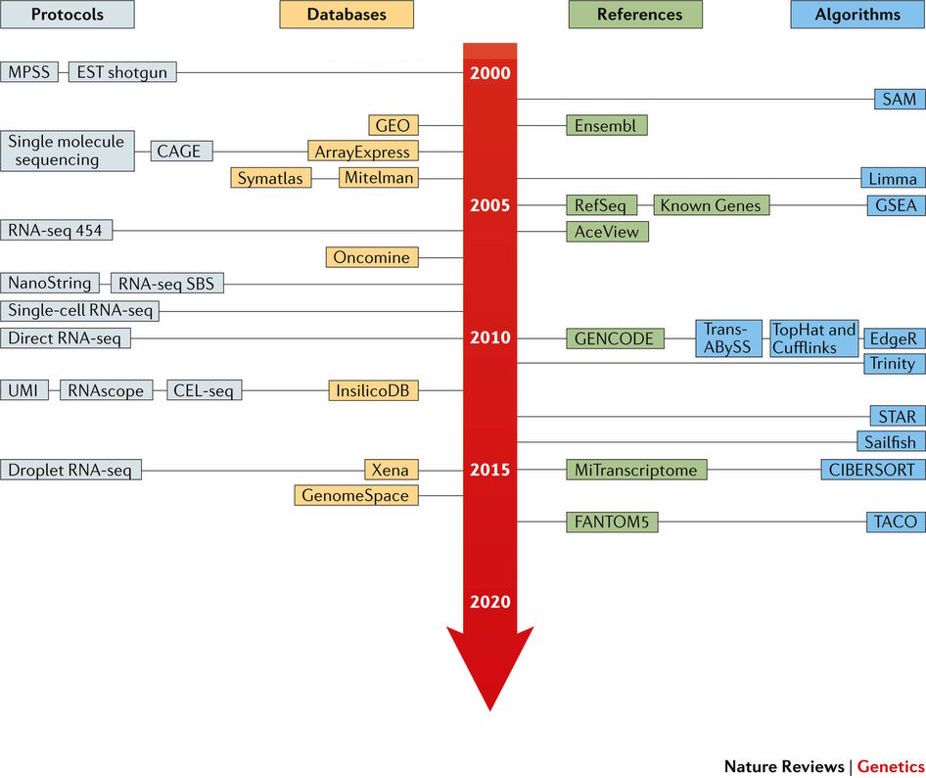 Protocols Databases References Algorithms
MPSS EST shotgun 2000
SAM
GEO Ensembl
Single molecule
sequencing
CAGE ArrayExpress
Symatlas Mitelman Limma
2005 RefSeq Known Genes GSEA
RNA-seq 454 AceView
Oncomine
NanoString RNA-seq SBS
Single-cell RNA-seq
Direct RNA-seq 2010 GENCODE
Trans-
ABySS
TopHat and
Cufflinks
EdgeR
Trinity
UMI RNAscope CEL-seq InsilicoDB
STAR
Sailfish
Droplet RNA-seq Xena 2015 MiTranscriptome CIBERSORT
GenomeSpace
FANTOM5 TACO
2020
Nature Reviews | Genetics